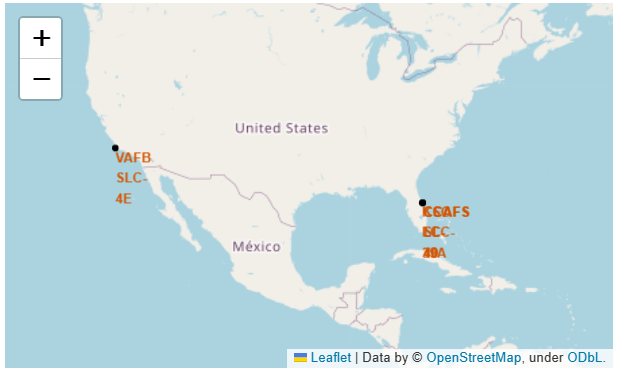 +
−
United States
VAFB
SLC-
4E
México
Leaflet | Data by © OpenStreetMap, under ODbL.